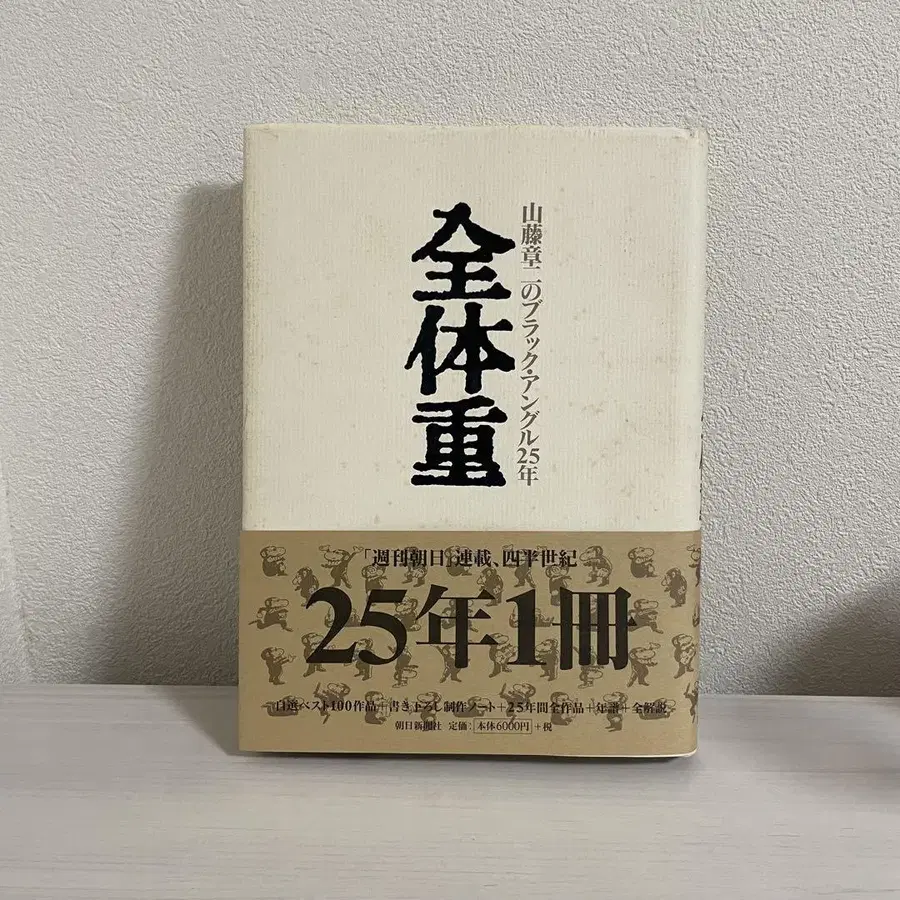 全体重
山藤章二のブラック・アングル25年
「週刊朝日」連載、四半世紀
25年1冊
自選ベスト100作品+書き下ろし制作ノート+25年間全作品+年譜+全解説
朝日新聞社 定価:本体6000円+税